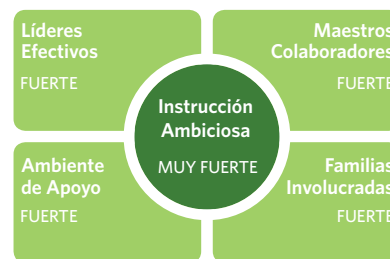 Líderes
Efectivos
FUERTE
Maestros
Colaboradores
FUERTE
Instrucción
Ambiciosa
MUY FUERTE
Ambiente
de Apoyo
FUERTE
Familias
Involucradas
FUERTE